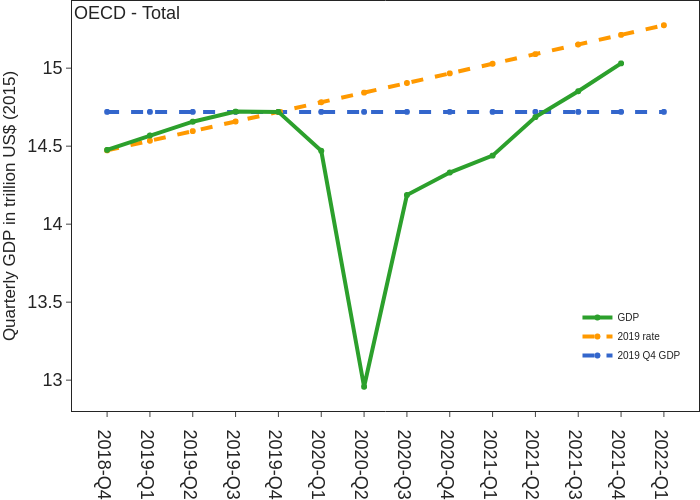 OECD - Total
Quarterly GDP in trillion US$ (2015)
15
14.5
14
13.5
13
GDP
2019 rate
2019 Q4 GDP
2018-Q4
2019-Q1
2019-Q2
2019-Q3
2019-Q4
2020-Q1
2020-Q2
2020-Q3
2020-Q4
2021-Q1
2021-Q2
2021-Q3
2021-Q4
2022-Q1